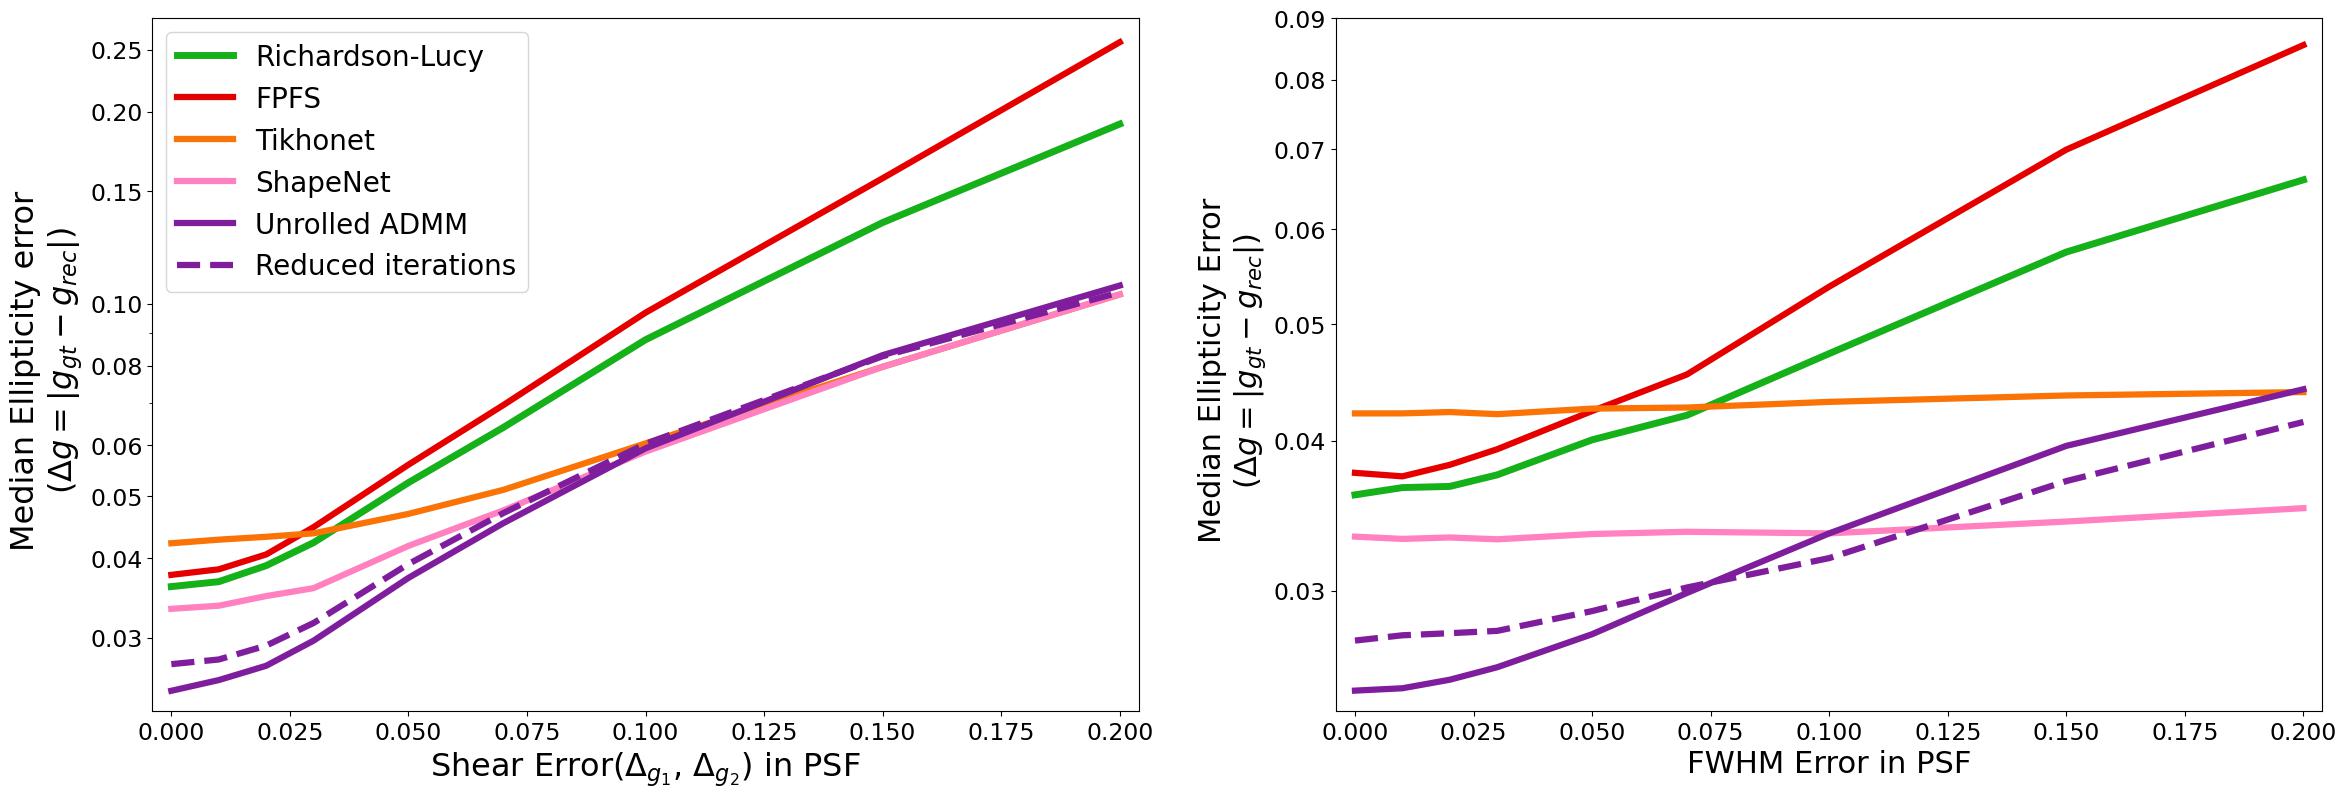 0.25
0.20
0.15
0.10
0.08
0.06
0.05
0.04
0.03
Median Ellipticity error
(Δg = |g_gt − g_rec|)
Richardson-Lucy
FPFS
Tikhonet
ShapeNet
Unrolled ADMM
Reduced iterations
0.000 0.025 0.050 0.075 0.100 0.125 0.150 0.175 0.200
Shear Error(Δ_g₁, Δ_g₂) in PSF
0.09
0.08
0.07
0.06
0.05
0.04
0.03
Median Ellipticity Error
(Δg = |g_gt − g_rec|)
0.000 0.025 0.050 0.075 0.100 0.125 0.150 0.175 0.200
FWHM Error in PSF